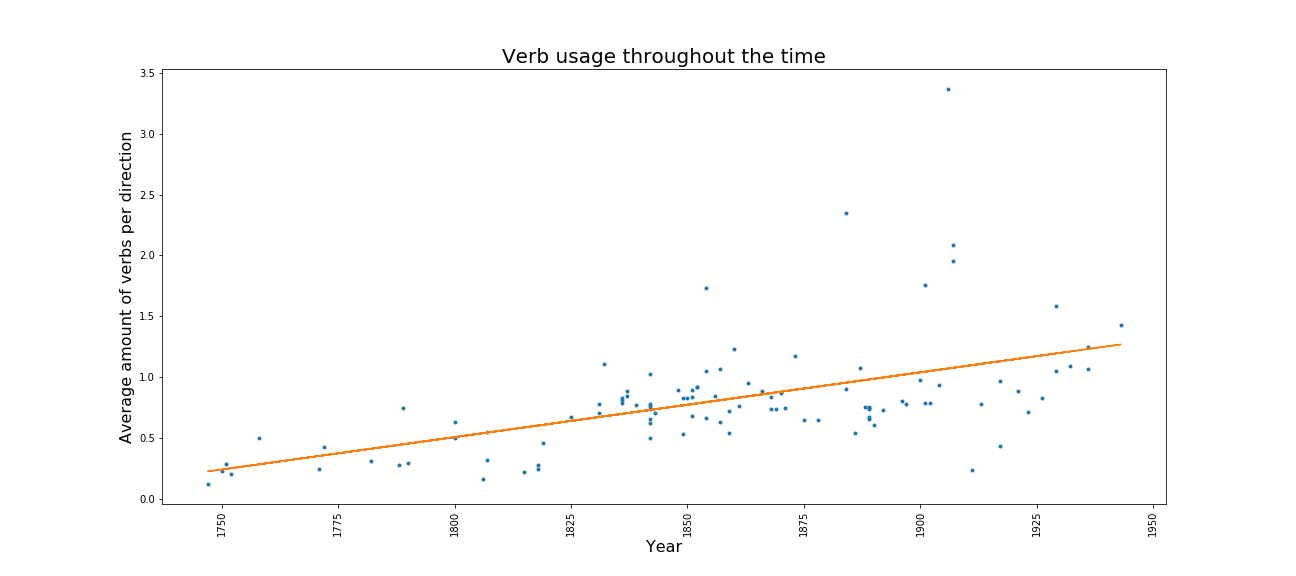 Verb usage throughout the time
Average amount of verbs per direction
3.5
3.0
2.5
2.0
1.5
1.0
0.5
0.0
1750 1775 1800 1825 1850 1875 1900 1925 1950
Year